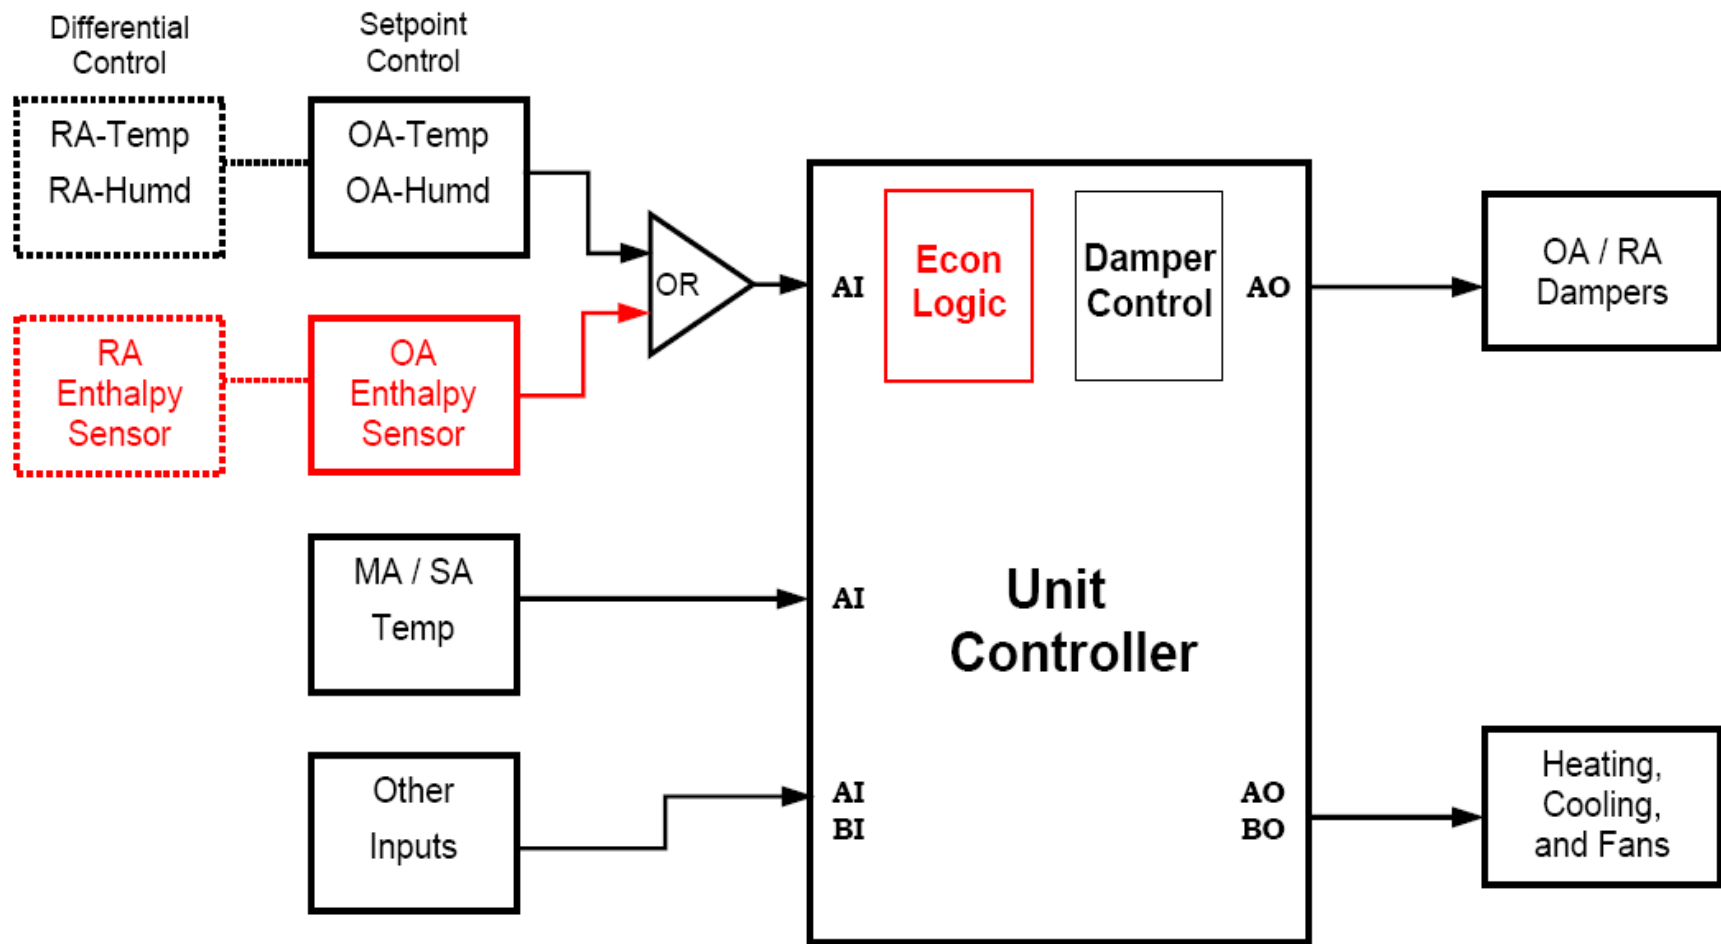 Differential
Control
Setpoint
Control
RA-Temp
RA-Humd
OA-Temp
OA-Humd
RA
Enthalpy
Sensor
OA
Enthalpy
Sensor
OR
MA / SA
Temp
Other
Inputs
AI
Econ
Logic
Damper
Control
AO
AI
Unit
Controller
AI
BI
AO
BO
OA / RA
Dampers
Heating,
Cooling,
and Fans